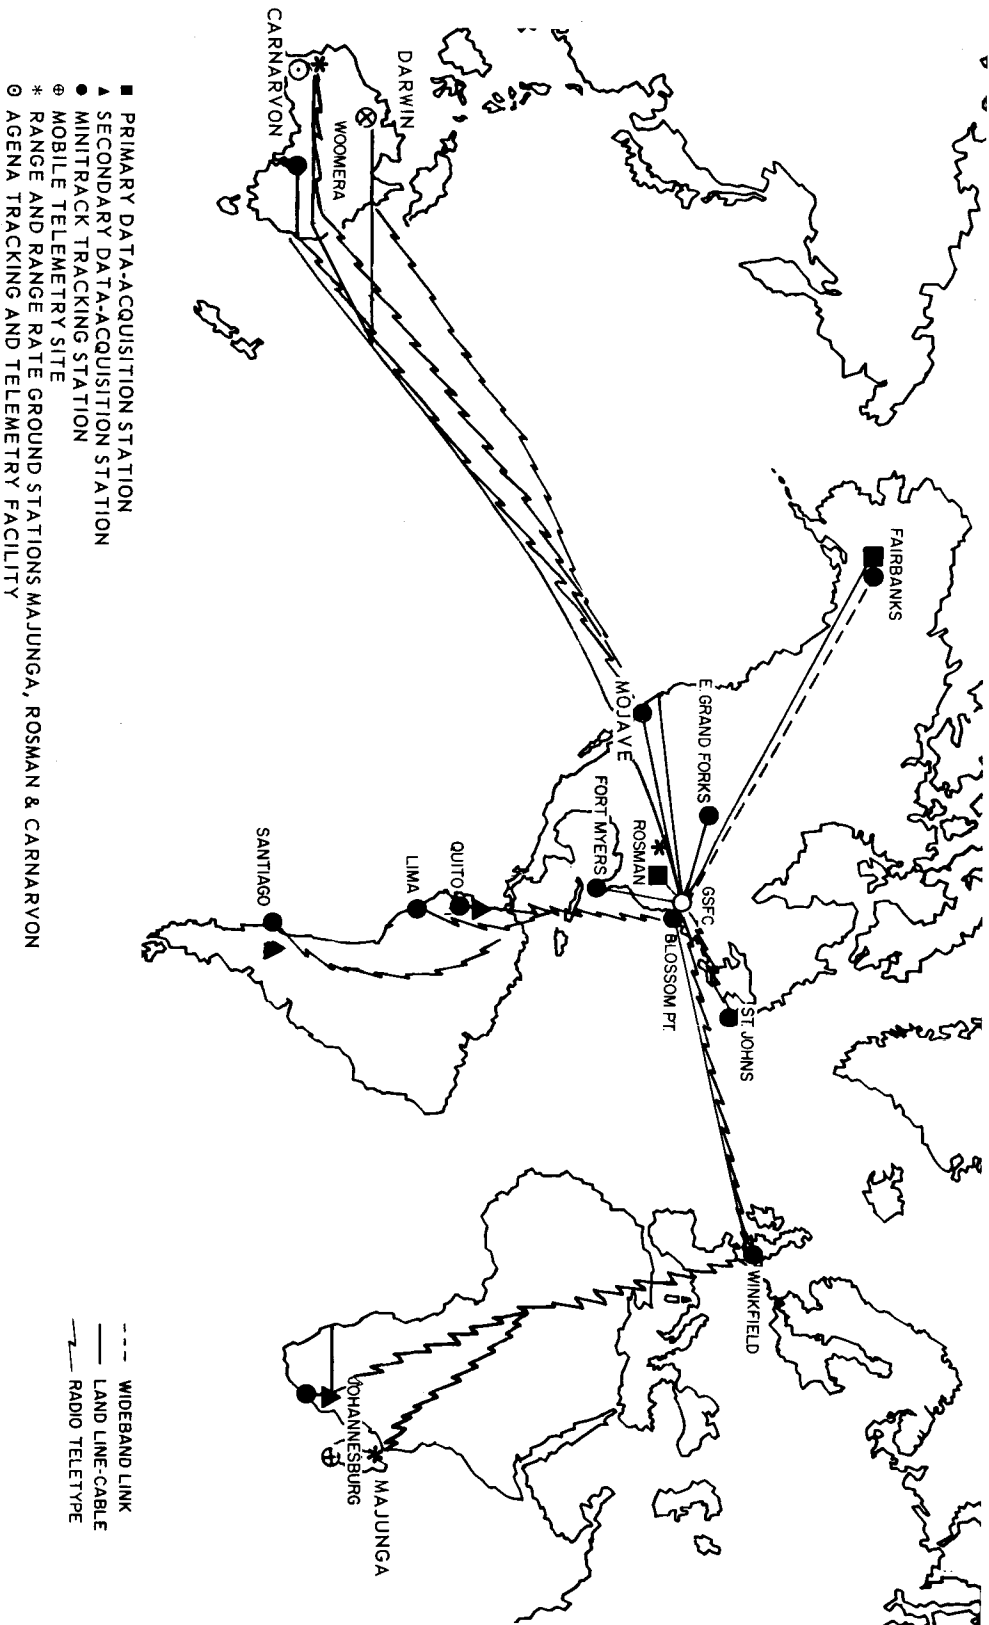 DARWIN
CARNARVON
WOOMERA
FAIRBANKS
E. GRAND FORKS
MOJAVE
ROSMAN
FORT MYERS
GSFC
BLOSSOM PT.
ST. JOHNS
QUITO
LIMA
SANTIAGO
WINKFIELD
JOHANNESBURG
MAJUNGA
■ PRIMARY DATA-ACQUISITION STATION
▲ SECONDARY DATA-ACQUISITION STATION
● MINITRACK TRACKING STATION
⊕ MOBILE TELEMETRY SITE
* RANGE AND RANGE RATE GROUND STATIONS MAJUNGA, ROSMAN & CARNARVON
⊙ AGENA TRACKING AND TELEMETRY FACILITY
--- WIDEBAND LINK
LAND LINE-CABLE
RADIO TELETYPE